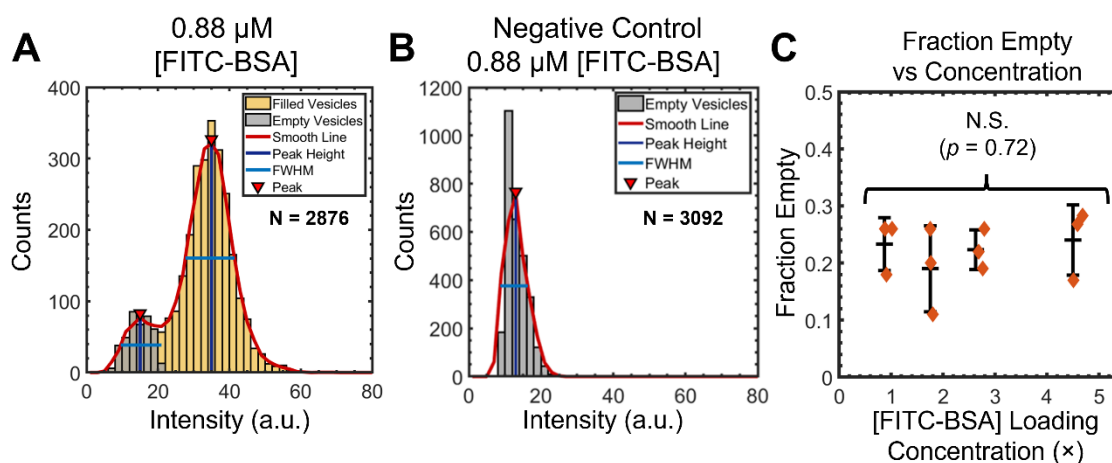 A
0.88 µM
[FITC-BSA]
Counts
400
300
200
100
0
Filled Vesicles
Empty Vesicles
Smooth Line
Peak Height
FWHM
Peak
N = 2876
0 20 40 60 80
Intensity (a.u.)
B
Negative Control
0.88 µM [FITC-BSA]
Counts
1200
1000
800
600
400
200
0
Empty Vesicles
Smooth Line
Peak Height
FWHM
Peak
N = 3092
0 20 40 60 80
Intensity (a.u.)
C
Fraction Empty
vs Concentration
Fraction Empty
0.5
0.4
0.3
0.2
0.1
0
N.S.
(p = 0.72)
0 1 2 3 4 5
[FITC-BSA] Loading
Concentration (×)